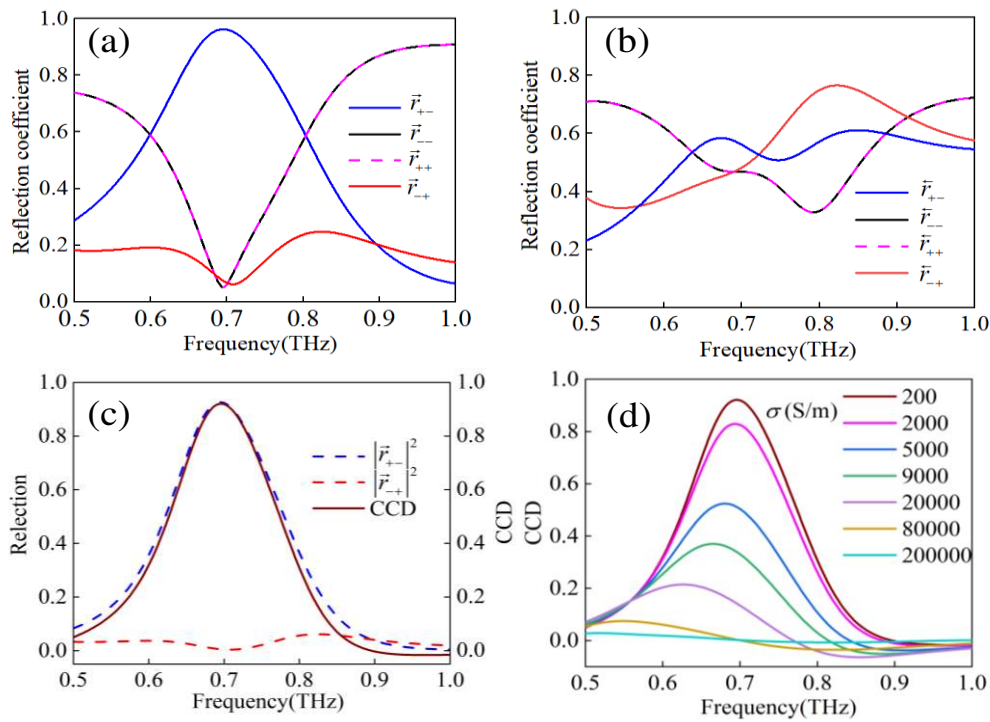 (a)
1.0
0.8
0.6
0.4
0.2
0.0
Reflection coefficient
r⃗₊₋
r⃗₋₋
r⃗₊₊
r⃗₋₊
0.5 0.6 0.7 0.8 0.9 1.0
Frequency(THz)
(b)
1.0
0.8
0.6
0.4
0.2
0.0
Reflection coefficient
r⃖₊₋
r⃖₋₋
r⃖₊₊
r⃖₋₊
0.5 0.6 0.7 0.8 0.9 1.0
Frequency(THz)
(c)
1.0
0.8
0.6
0.4
0.2
0.0
Relection
|r⃗₊₋|²
|r⃗₋₊|²
CCD
1.0
0.8
0.6
0.4
0.2
0.0
CCD
0.5 0.6 0.7 0.8 0.9 1.0
Frequency(THz)
(d)
1.0
0.8
0.6
0.4
0.2
0.0
CCD
σ(S/m)
200
2000
5000
9000
20000
80000
200000
0.5 0.6 0.7 0.8 0.9 1.0
Frequency(THz)